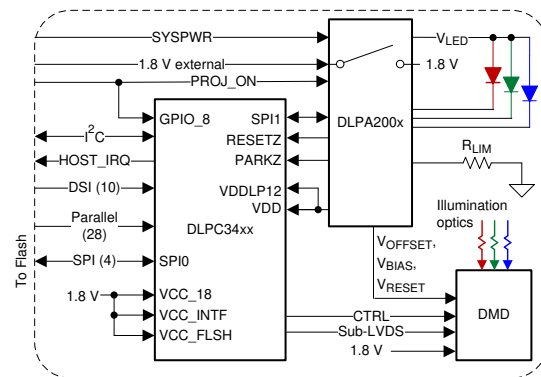 SYSPWR
VLED
1.8 V external
1.8 V
PROJ_ON
GPIO_8
SPI1
DLPA200x
I2C
RESETZ
RLIM
HOST_IRQ
PARKZ
DSI (10)
VDDLP12
Illumination
optics
Parallel
(28)
DLPC34xx
VDD
VOFFSET,
VBIAS,
VRESET
To Flash
SPI (4)
SPI0
1.8 V
VCC_18
VCC_INTF
VCC_FLSH
CTRL
Sub-LVDS
1.8 V
DMD